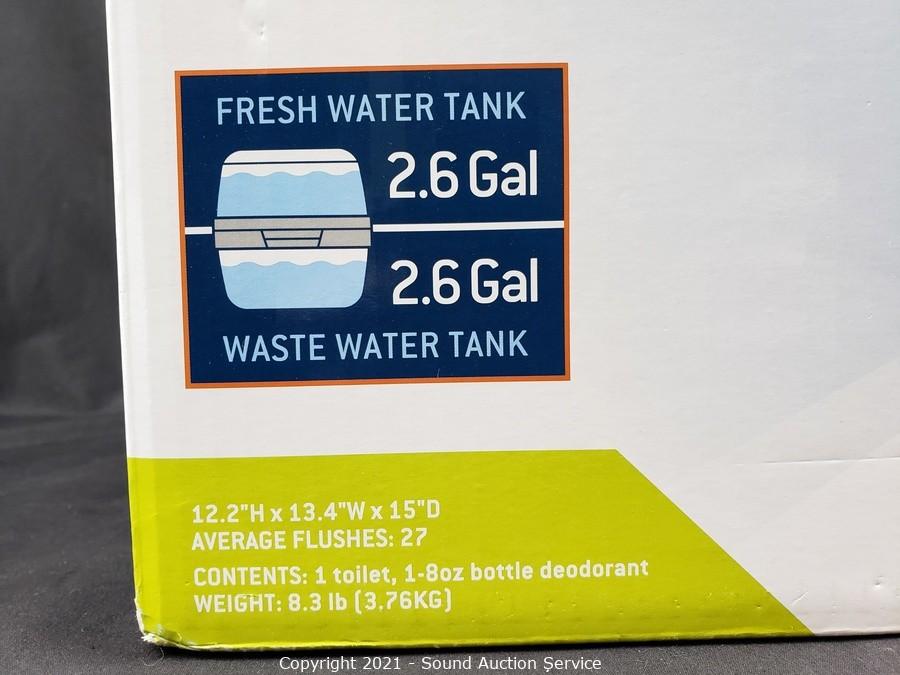 FRESH WATER TANK
2.6 Gal
2.6 Gal
WASTE WATER TANK
12.2"H x 13.4"W x 15"D
AVERAGE FLUSHES: 27
CONTENTS: 1 toilet, 1-8oz bottle deodorant
WEIGHT: 8.3 lb (3.76KG)
Copyright 2021 - Sound Auction Service